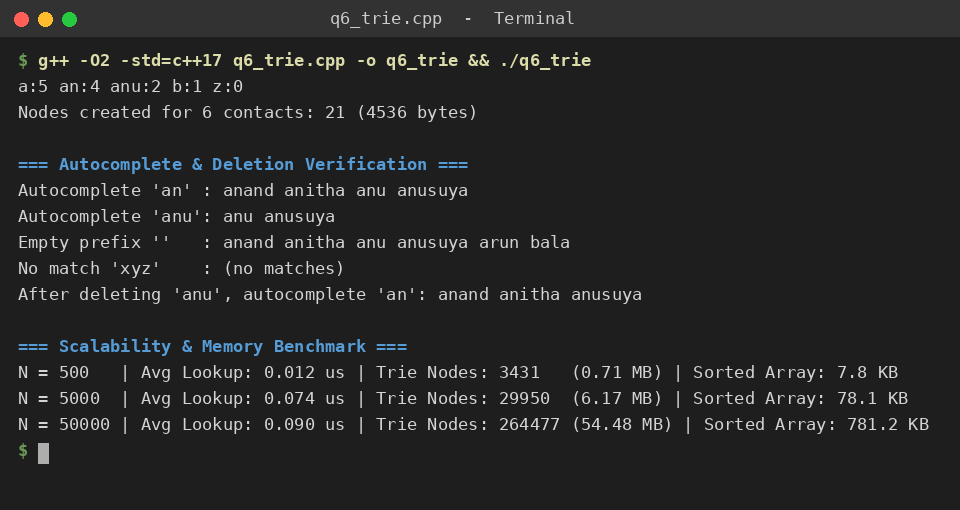 q6_trie.cpp - Terminal
$ g++ -O2 -std=c++17 q6_trie.cpp -o q6_trie && ./q6_trie
a:5 an:4 anu:2 b:1 z:0
Nodes created for 6 contacts: 21 (4536 bytes)
=== Autocomplete & Deletion Verification ===
Autocomplete 'an' : anand anitha anu anusuya
Autocomplete 'anu': anu anusuya
Empty prefix ''   : anand anitha anu anusuya arun bala
No match 'xyz'    : (no matches)
After deleting 'anu', autocomplete 'an': anand anitha anusuya
=== Scalability & Memory Benchmark ===
N = 500   | Avg Lookup: 0.012 us | Trie Nodes: 3431   (0.71 MB) | Sorted Array: 7.8 KB
N = 5000  | Avg Lookup: 0.074 us | Trie Nodes: 29950  (6.17 MB) | Sorted Array: 78.1 KB
N = 50000 | Avg Lookup: 0.090 us | Trie Nodes: 264477 (54.48 MB) | Sorted Array: 781.2 KB
$